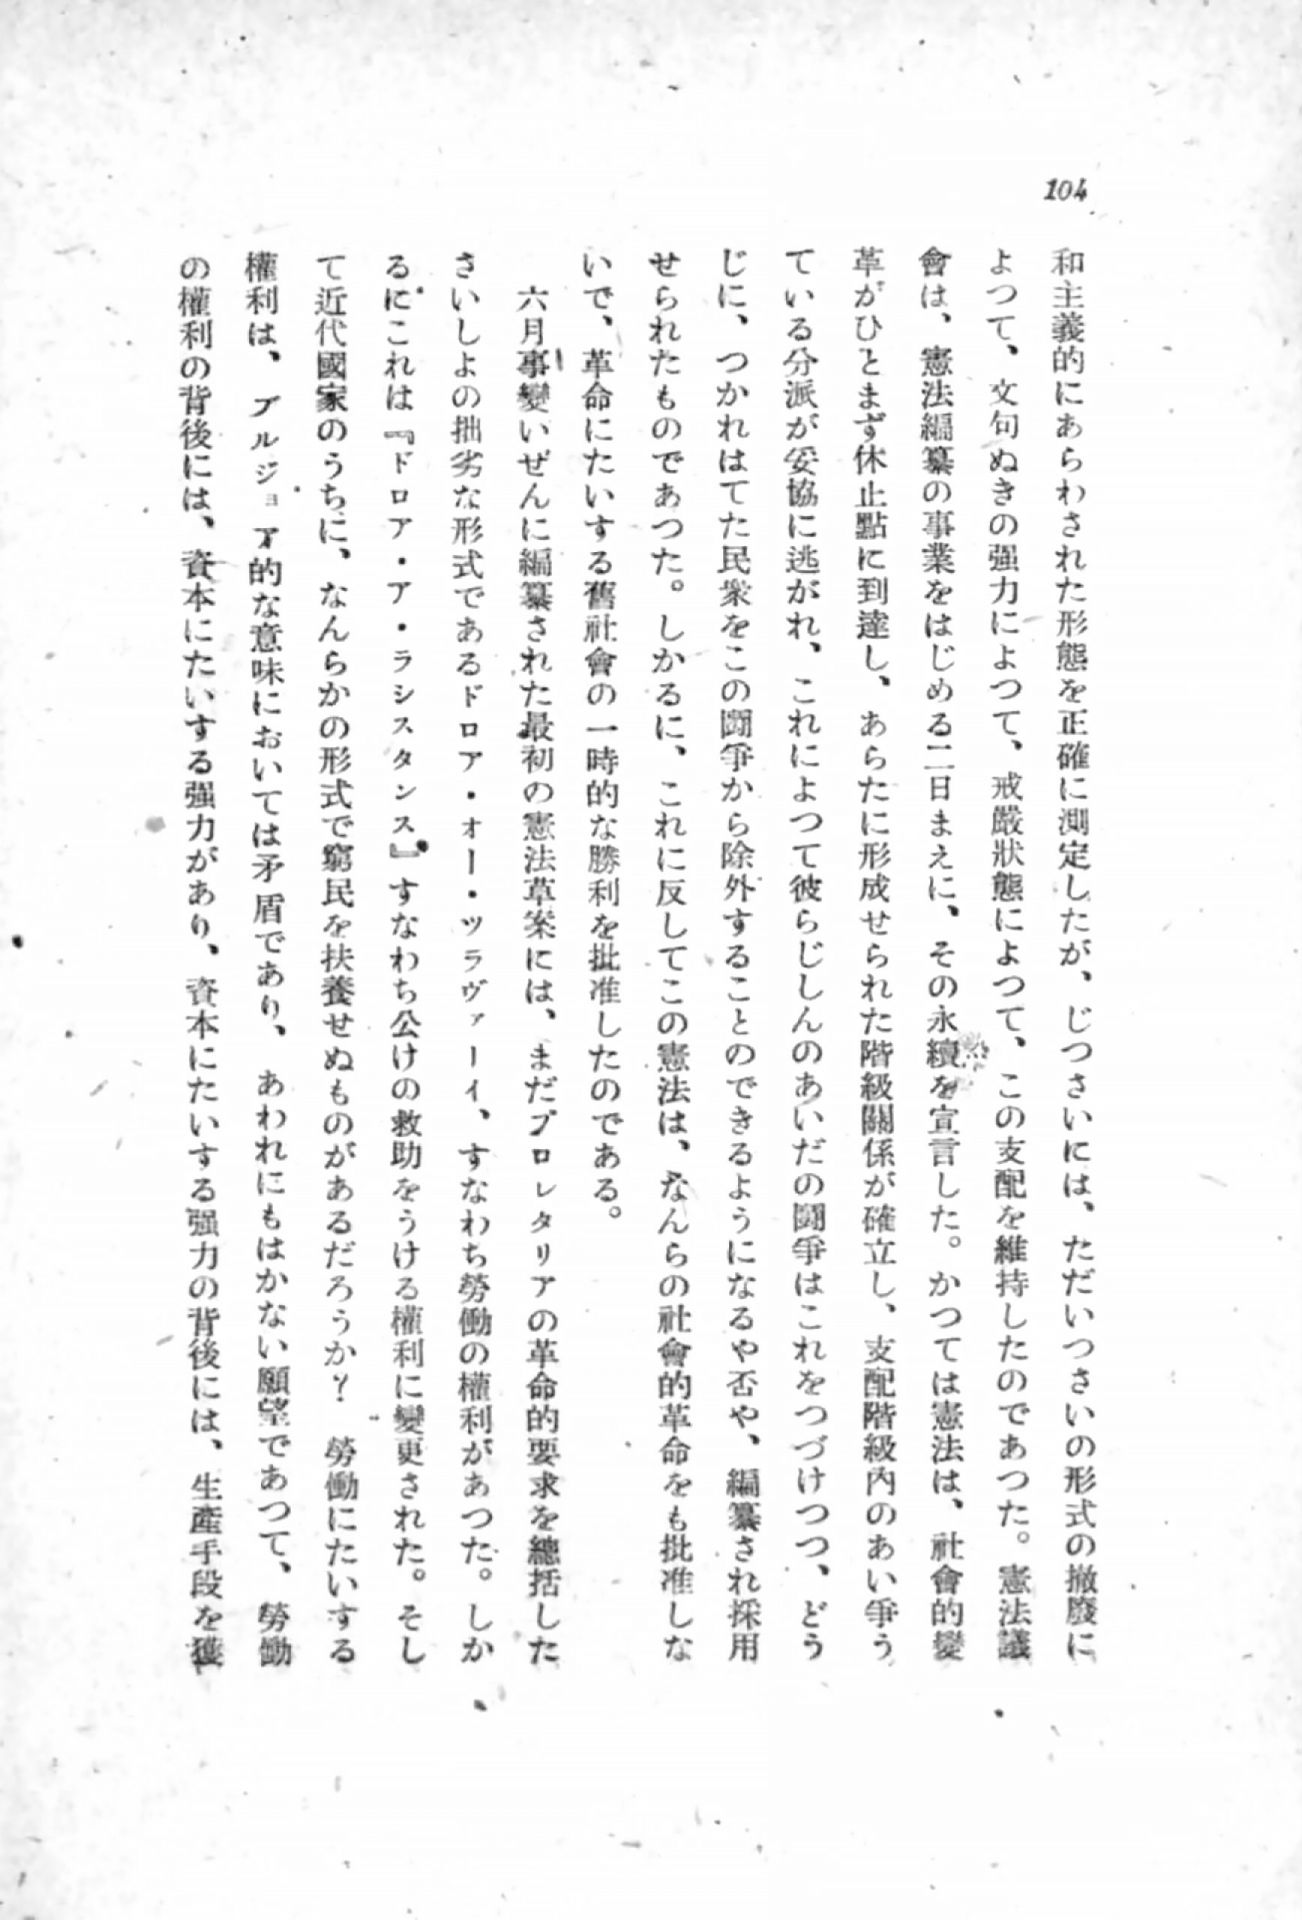 104
和主義的にあらわされた形態を正確に測定したが、じつさいには、ただいつさいの形式の撤廢に
よつて、文句ぬきの强力によつて、戒嚴狀態によつて、この支配を維持したのであつた。憲法議
會は、憲法編纂の事業をはじめる二日まえに、その永續を宣言した。かつては憲法は、社會的變
革がひとまず休止點に到達し、あらたに形成せられた階級關係が確立し、支配階級內のあい爭う
ている分派が妥協に逃がれ、これによつて彼らじしんのあいだの鬪爭はこれをつづけつつ、どう
じに、つかれはてた民衆をこの鬪爭から除外することのできるようになるや否や、編纂され採用
せられたものであつた。しかるに、これに反してこの憲法は、なんらの社會的革命をも批准しな
いで、革命にたいする舊社會の一時的な勝利を批准したのである。
六月事變いぜんに編纂された最初の憲法草案には、まだプロレタリアの革命的要求を總括した
さいしよの拙劣な形式であるドロア・オー・ツラヴァーイ、すなわち勞働の權利があつた。しか
るにこれは『ドロア・ア・ラシスタンス』すなわち公けの救助をうける權利に變更された。そし
て近代國家のうちに、なんらかの形式で窮民を扶養せぬものがあるだろうか？　勞働にたいする
權利は、ブルジョア的な意味においては矛盾であり、あわれにもはかない願望であつて、勞働
の權利の背後には、資本にたいする强力があり、資本にたいする强力の背後には、生產手段を獲